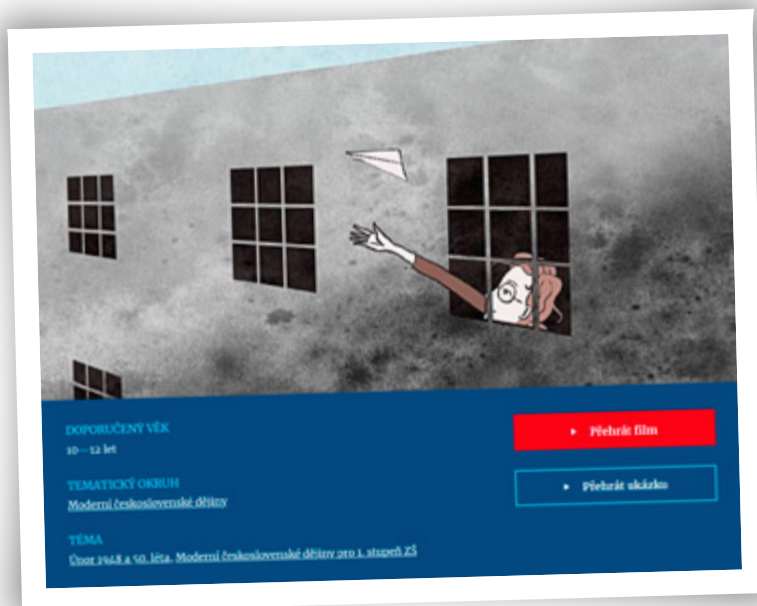 DOPORUČENÝ VĚK
10—12 let
TEMATICKÝ OKRUH
Moderní československé dějiny
TÉMA
Únor 1948 a 50. léta, Moderní československé dějiny pro 1. stupeň ZŠ
Přehrát film
Přehrát ukázku